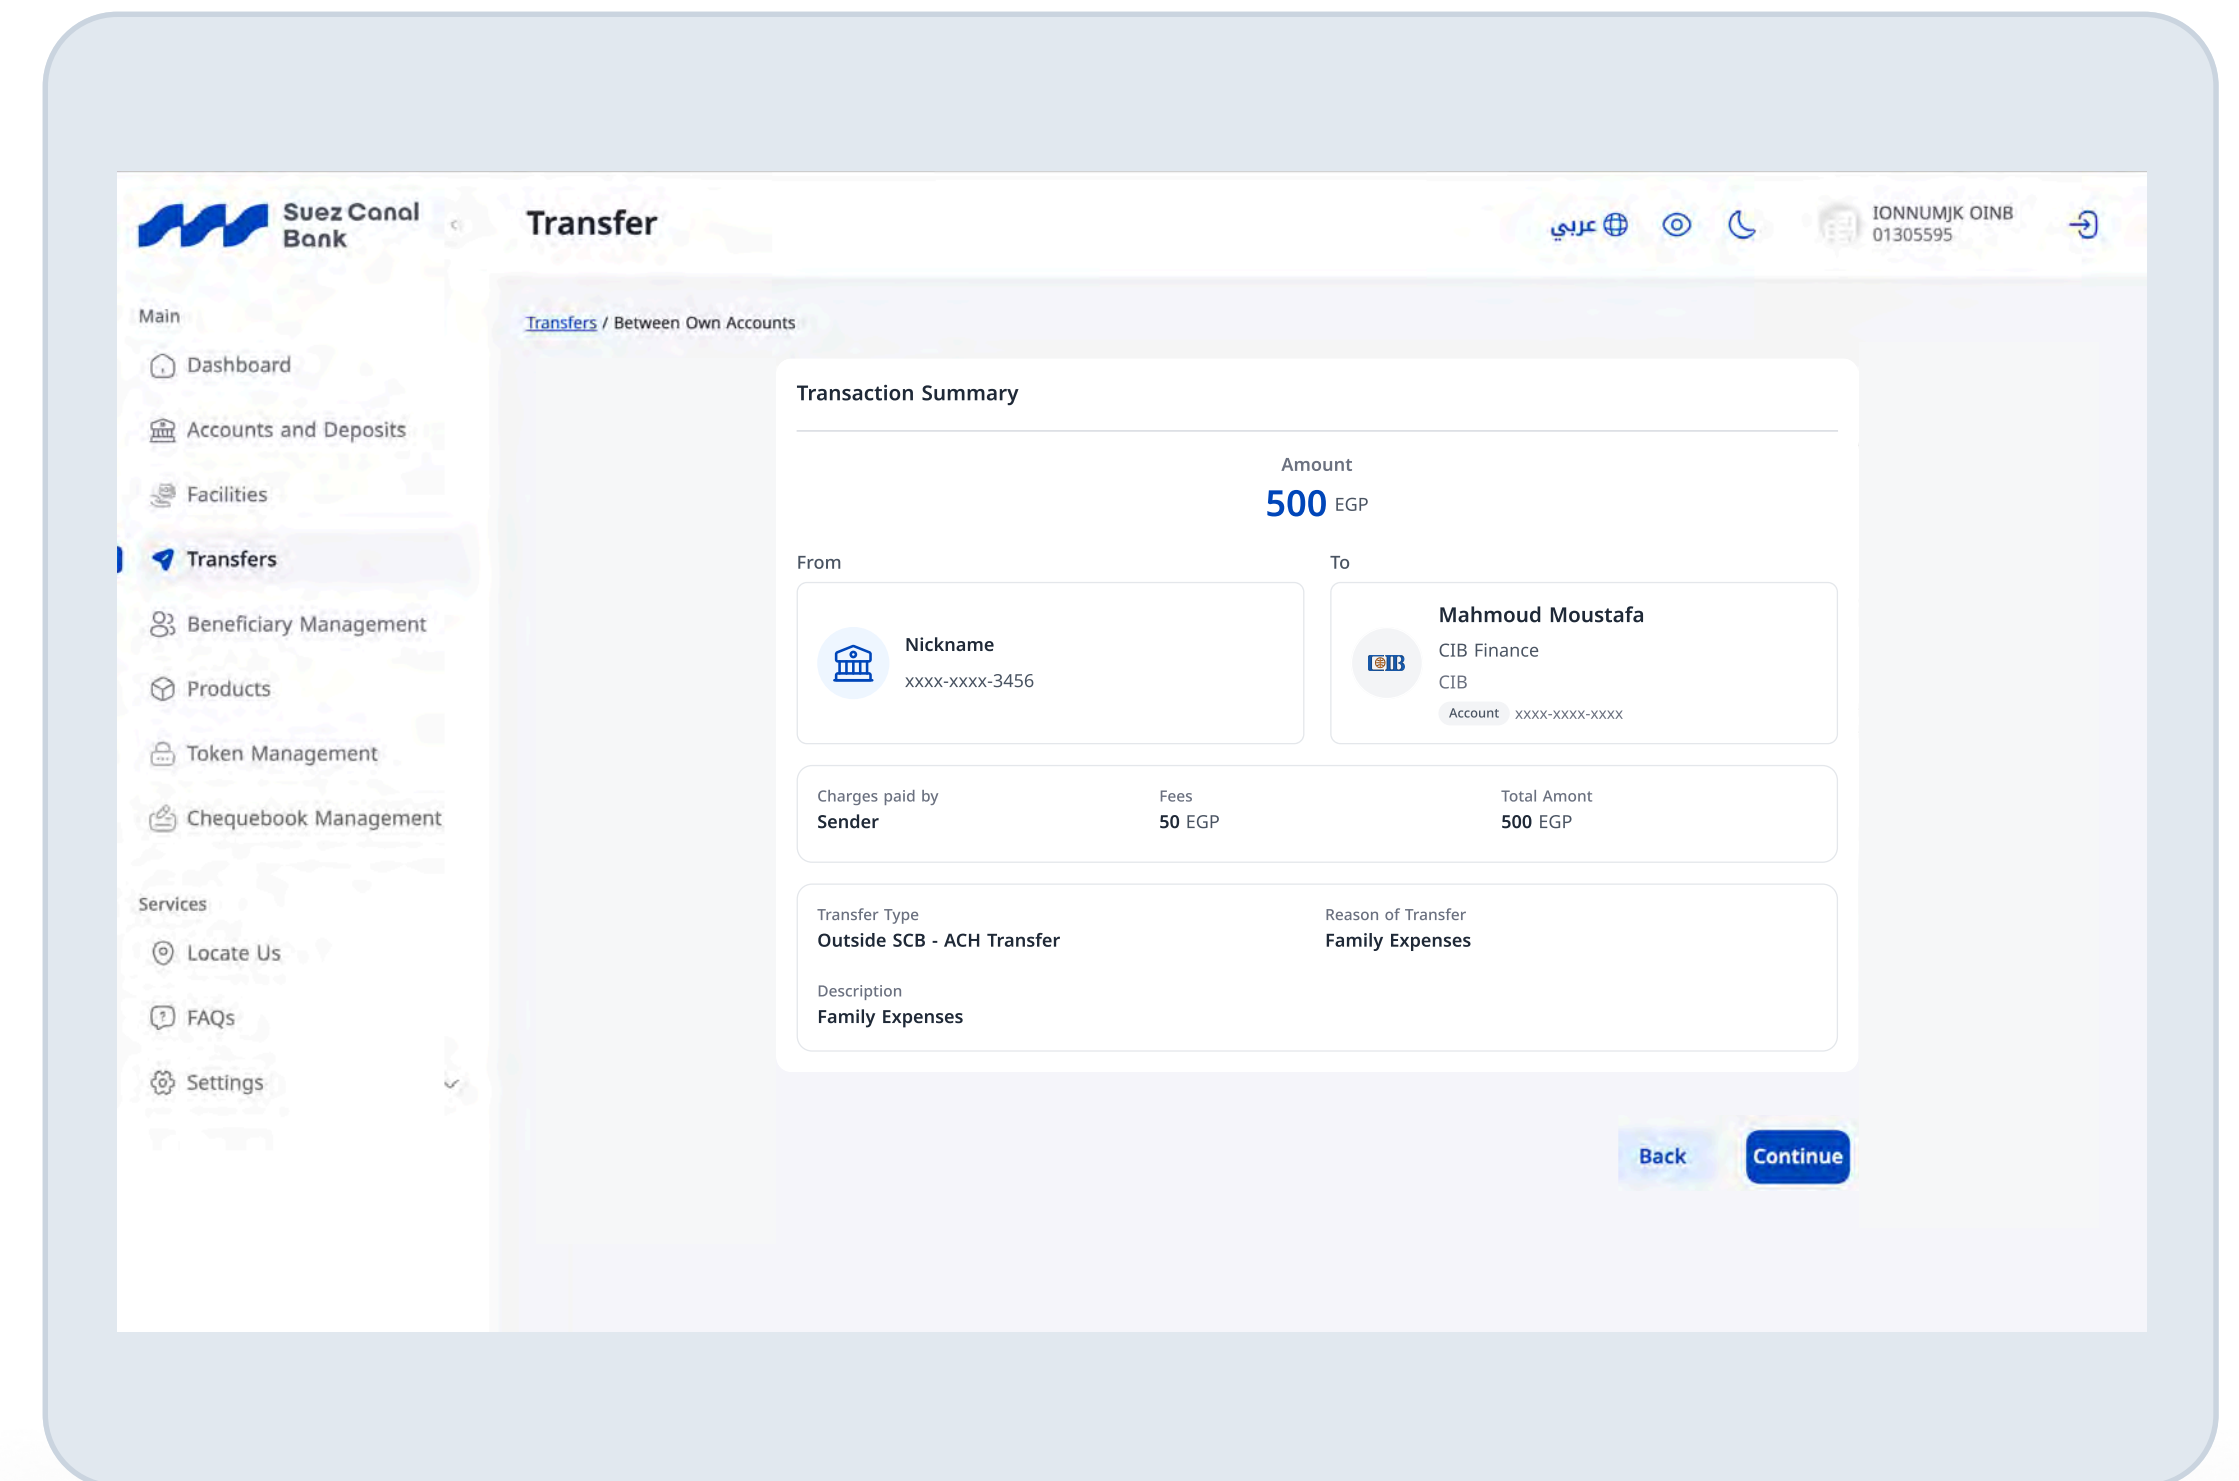 Suez Canal
Bank
Transfer
عربي
IONNUMJK OINB
01305595
Main
Dashboard
Accounts and Deposits
Facilities
Transfers
Beneficiary Management
Products
Token Management
Chequebook Management
Services
Locate Us
FAQs
Settings
Transfers / Between Own Accounts
Transaction Summary
Amount
500 EGP
From
Nickname
xxxx-xxxx-3456
To
CIB
Mahmoud Moustafa
CIB Finance
CIB
Account xxxx-xxxx-xxxx
Charges paid by
Sender
Fees
50 EGP
Total Amont
500 EGP
Transfer Type
Outside SCB - ACH Transfer
Reason of Transfer
Family Expenses
Description
Family Expenses
Back
Continue